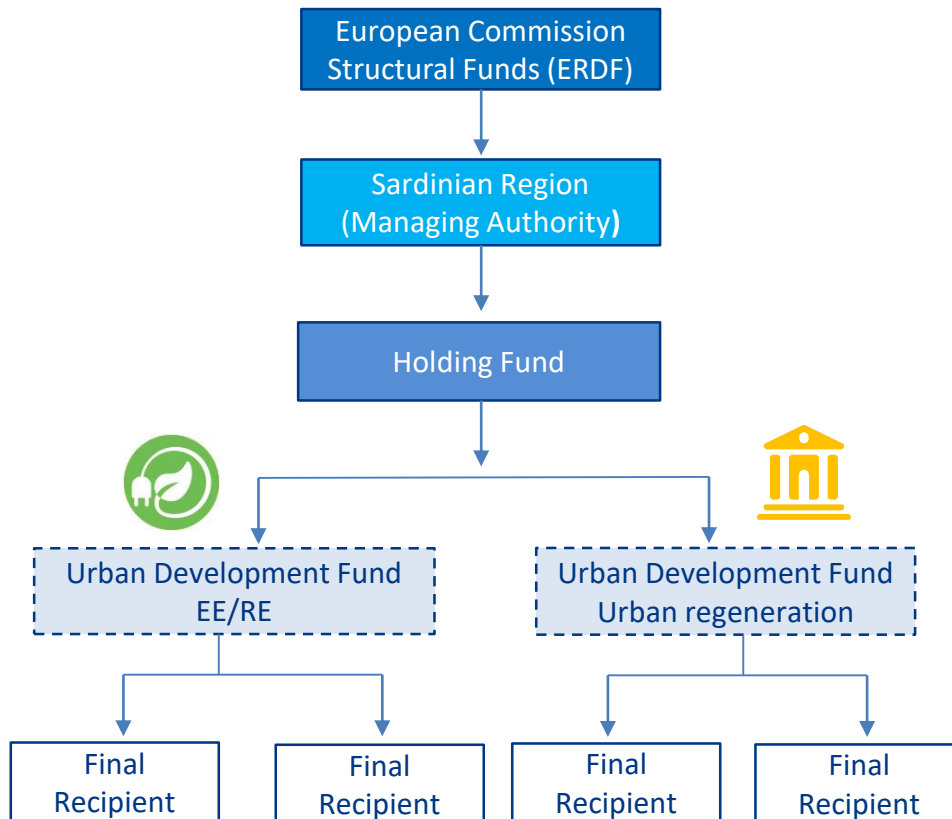 European Commission
Structural Funds (ERDF)
Sardinian Region
(Managing Authority)
Holding Fund
Urban Development Fund
EE/RE
Urban Development Fund
Urban regeneration
Final
Recipient
Final
Recipient
Final
Recipient
Final
Recipient